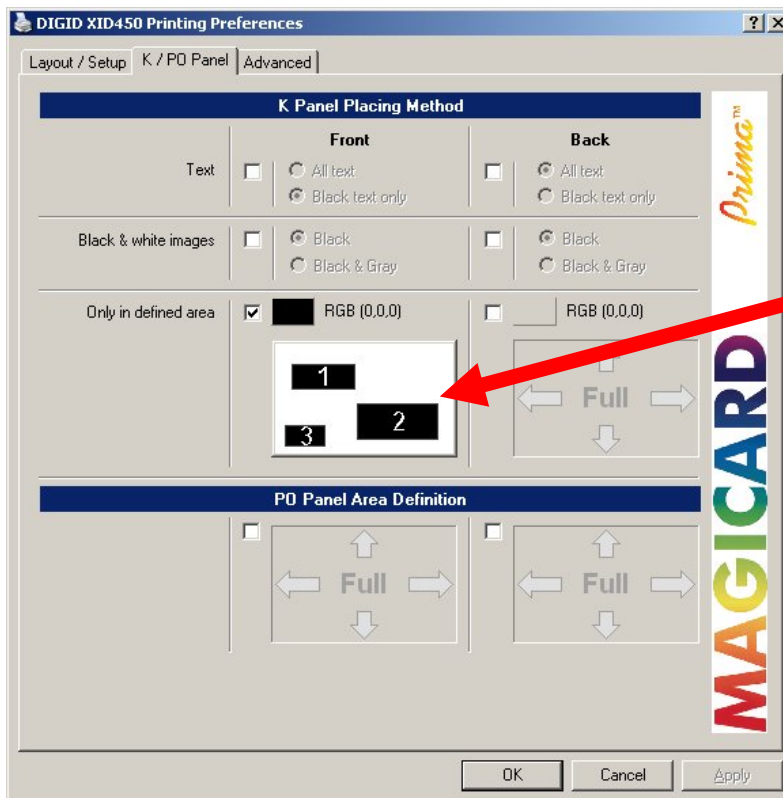 DIGID XID450 Printing Preferences
Layout / Setup K / PO Panel Advanced
K Panel Placing Method
Front Back
Text All text All text
Black text only Black text only
Black & white images Black Black
Black & Gray Black & Gray
Only in defined area RGB (0,0,0) RGB (0,0,0)
1
2
3
Full
PO Panel Area Definition
Full Full
Prima™
MAGICARD
OK Cancel Apply